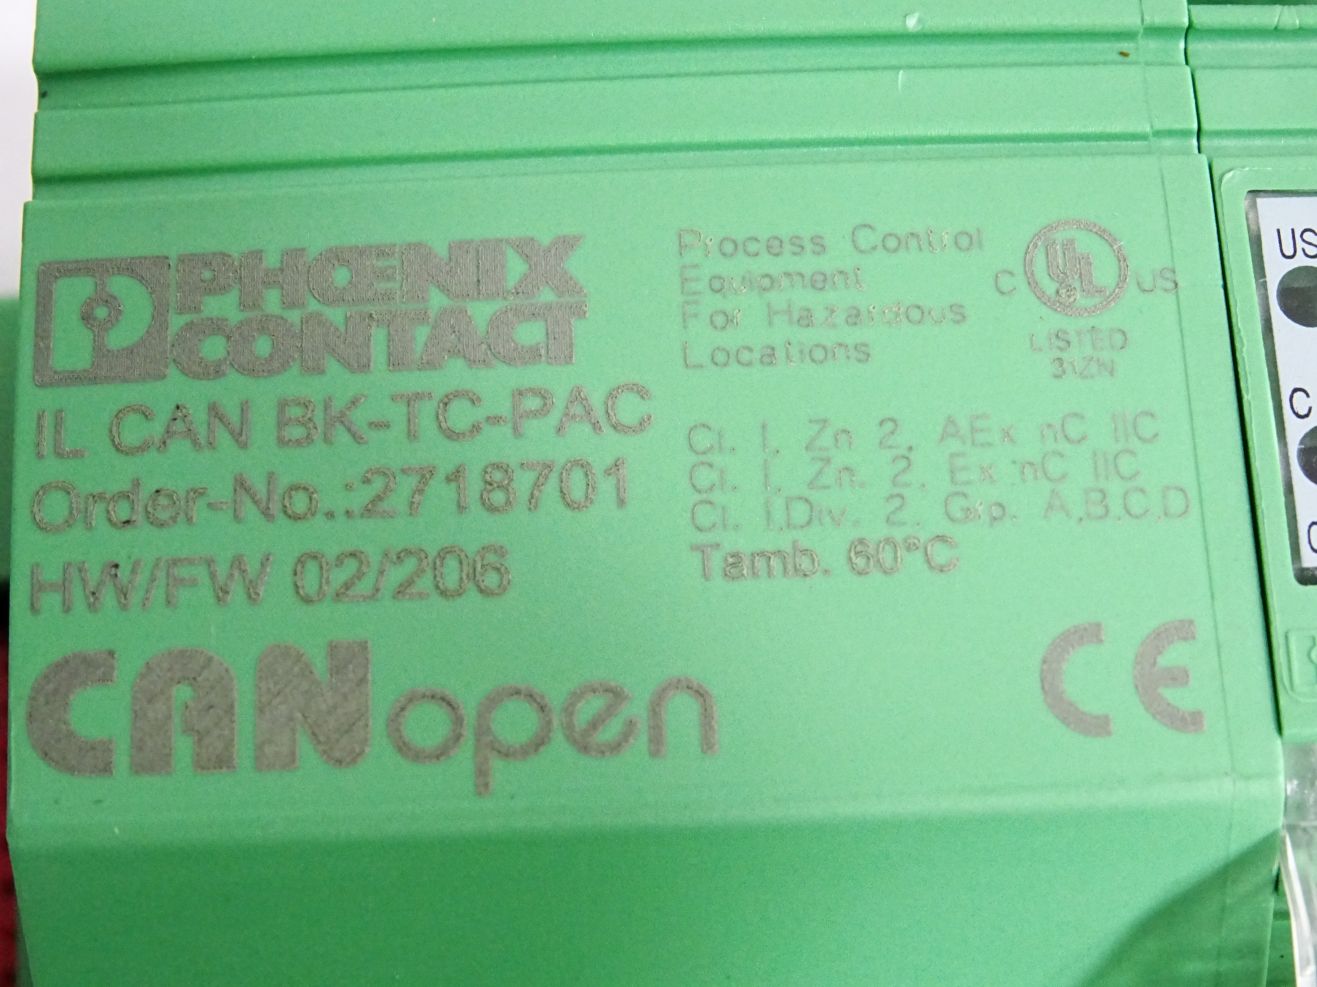 PHŒNIX
CONTACT
IL CAN BK-TC-PAC
Order-No.:2718701
HW/FW 02/206
CANopen
Process Control
Equipment
For Hazardous
Locations
C UL US
LISTED
31ZN
Cl. I, Zn 2, AEx nC IIC
Cl. I, Zn. 2, Ex nC IIC
Cl. I,Div. 2, Grp. A,B,C,D
Tamb. 60°C
CE
US
C